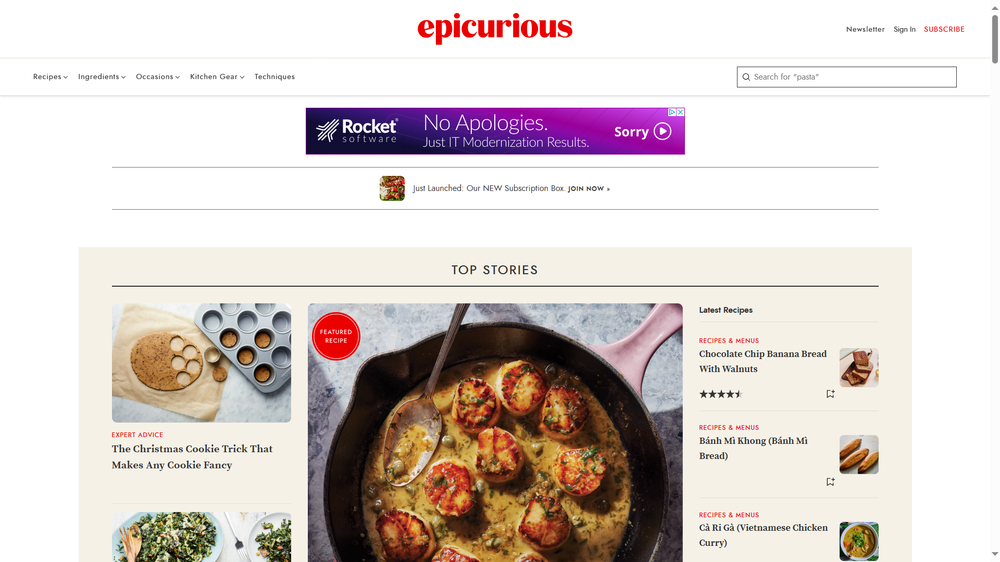 epicurious
Newsletter
Sign In
SUBSCRIBE
Recipes
Ingredients
Occasions
Kitchen Gear
Techniques
Search for "pasta"
Rocket®
software
No Apologies.
Just IT Modernization Results.
Sorry
Just Launched: Our NEW Subscription Box. JOIN NOW »
TOP STORIES
EXPERT ADVICE
The Christmas Cookie Trick That
Makes Any Cookie Fancy
FEATURED
RECIPE
Latest Recipes
RECIPES & MENUS
Chocolate Chip Banana Bread
With Walnuts
RECIPES & MENUS
Bánh Mì Khong (Bánh Mì
Bread)
RECIPES & MENUS
Cà Ri Gà (Vietnamese Chicken
Curry)